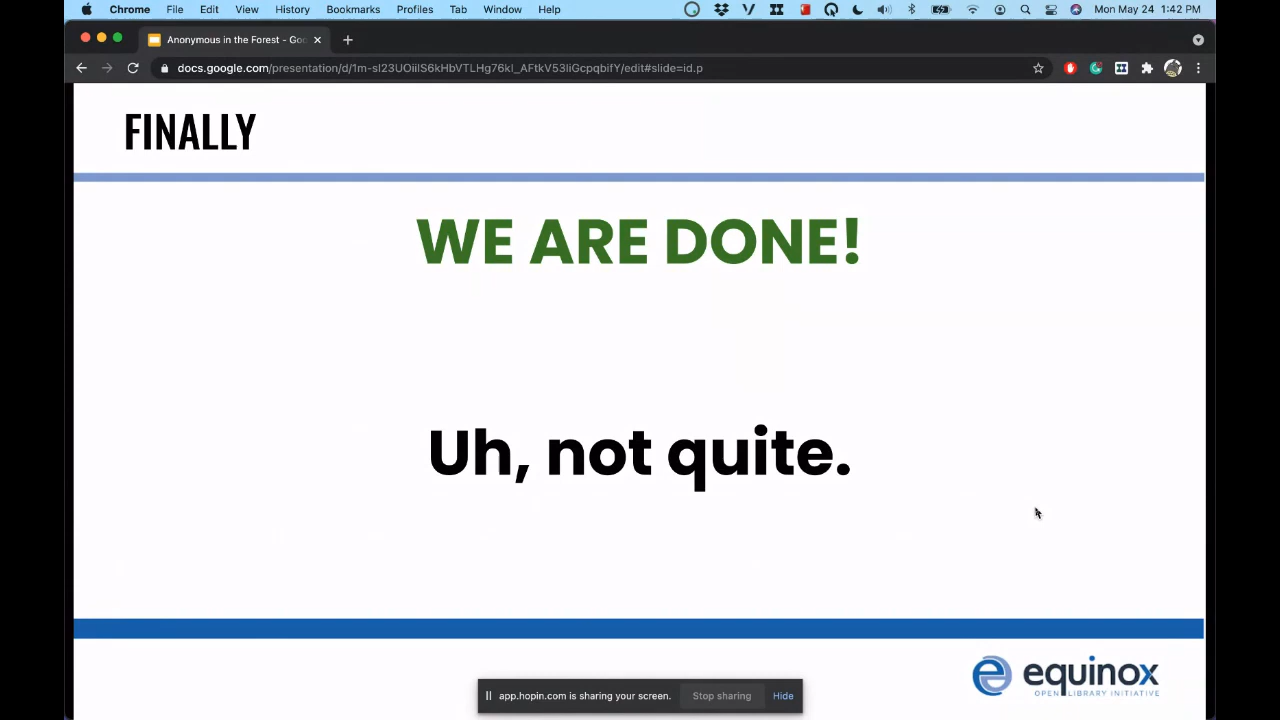 Chrome File Edit View History Bookmarks Profiles Tab Window Help Mon May 24 1:42 PM
Anonymous in the Forest - Goo
docs.google.com/presentation/d/1m-sI23UOiilS6kHbVTLHg76kI_AFtkV53IiGcpqbifY/edit#slide=id.p
FINALLY
WE ARE DONE!
Uh, not quite.
equinox
OPEN LIBRARY INITIATIVE
app.hopin.com is sharing your screen. Stop sharing Hide